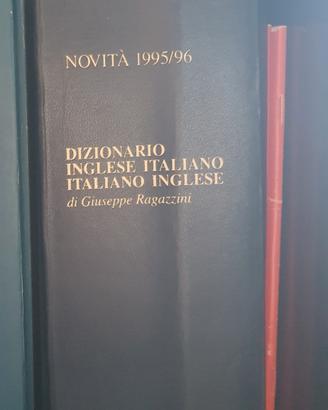 NOVITÀ 1995/96
DIZIONARIO
INGLESE ITALIANO
ITALIANO INGLESE
di Giuseppe Ragazzini